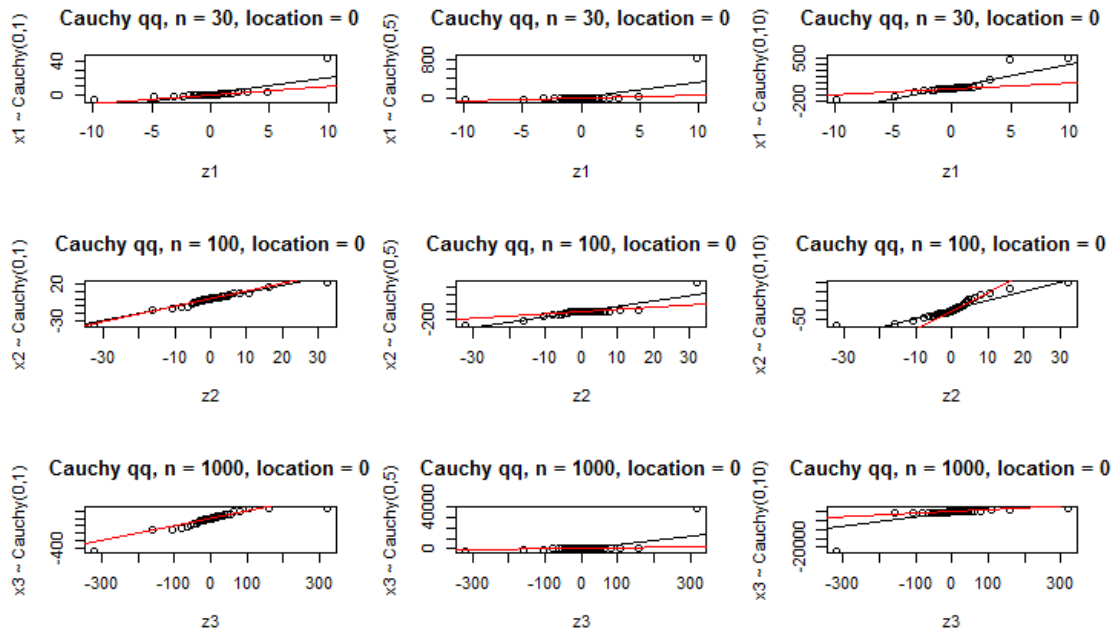 Cauchy qq, n = 30, location = 0
x1 ~ Cauchy(0,1)
40
0
-10 -5 0 5 10
z1
Cauchy qq, n = 30, location = 0
x1 ~ Cauchy(0,5)
800
0
-10 -5 0 5 10
z1
Cauchy qq, n = 30, location = 0
x1 ~ Cauchy(0,10)
500
-200
-10 -5 0 5 10
z1
Cauchy qq, n = 100, location = 0
x2 ~ Cauchy(0,1)
20
-30
-30 -10 0 10 20 30
z2
Cauchy qq, n = 100, location = 0
x2 ~ Cauchy(0,5)
-200
-30 -10 0 10 20 30
z2
Cauchy qq, n = 100, location = 0
x2 ~ Cauchy(0,10)
-50
-30 -10 0 10 20 30
z2
Cauchy qq, n = 1000, location = 0
x3 ~ Cauchy(0,1)
-400
-300 -100 0 100 300
z3
Cauchy qq, n = 1000, location = 0
x3 ~ Cauchy(0,5)
40000
0
-300 -100 0 100 300
z3
Cauchy qq, n = 1000, location = 0
x3 ~ Cauchy(0,10)
-20000
-300 -100 0 100 300
z3